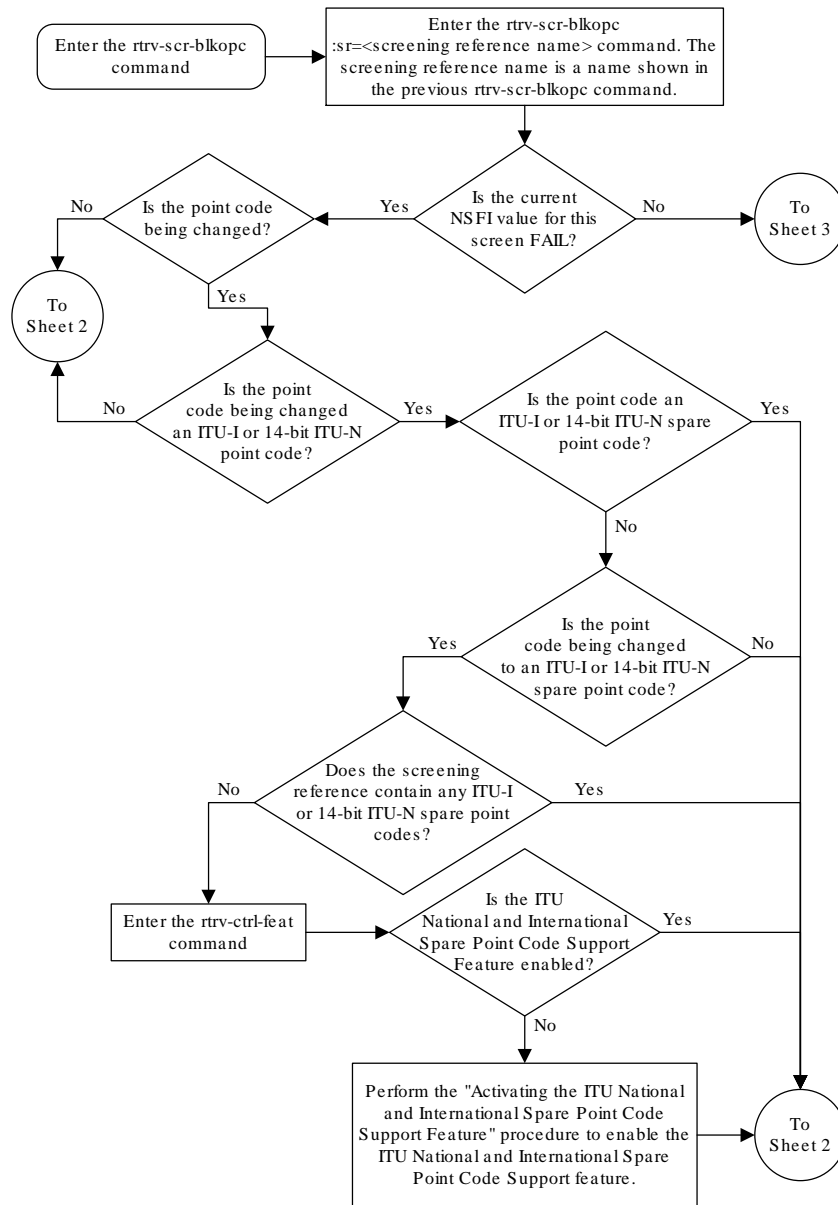 Enter the rtrv-scr-blkopc
command
Enter the rtrv-scr-blkopc
:sr=<screening reference name> command. The
screening reference name is a name shown in
the previous rtrv-scr-blkopc command.
Is the current
NSFI value for this
screen FAIL?
No
To
Sheet 3
Yes
Is the point code
being changed?
No
To
Sheet 2
Yes
Is the point
code being changed
an ITU-I or 14-bit ITU-N
point code?
No
Yes
Is the point code an
ITU-I or 14-bit ITU-N spare
point code?
Yes
No
Is the point
code being changed
to an ITU-I or 14-bit ITU-N
spare point code?
No
Yes
Does the screening
reference contain any ITU-I
or 14-bit ITU-N spare point
codes?
Yes
No
Enter the rtrv-ctrl-feat
command
Is the ITU
National and International
Spare Point Code Support
Feature enabled?
Yes
No
Perform the "Activating the ITU National
and International Spare Point Code
Support Feature" procedure to enable the
ITU National and International Spare
Point Code Support feature.
To
Sheet 2